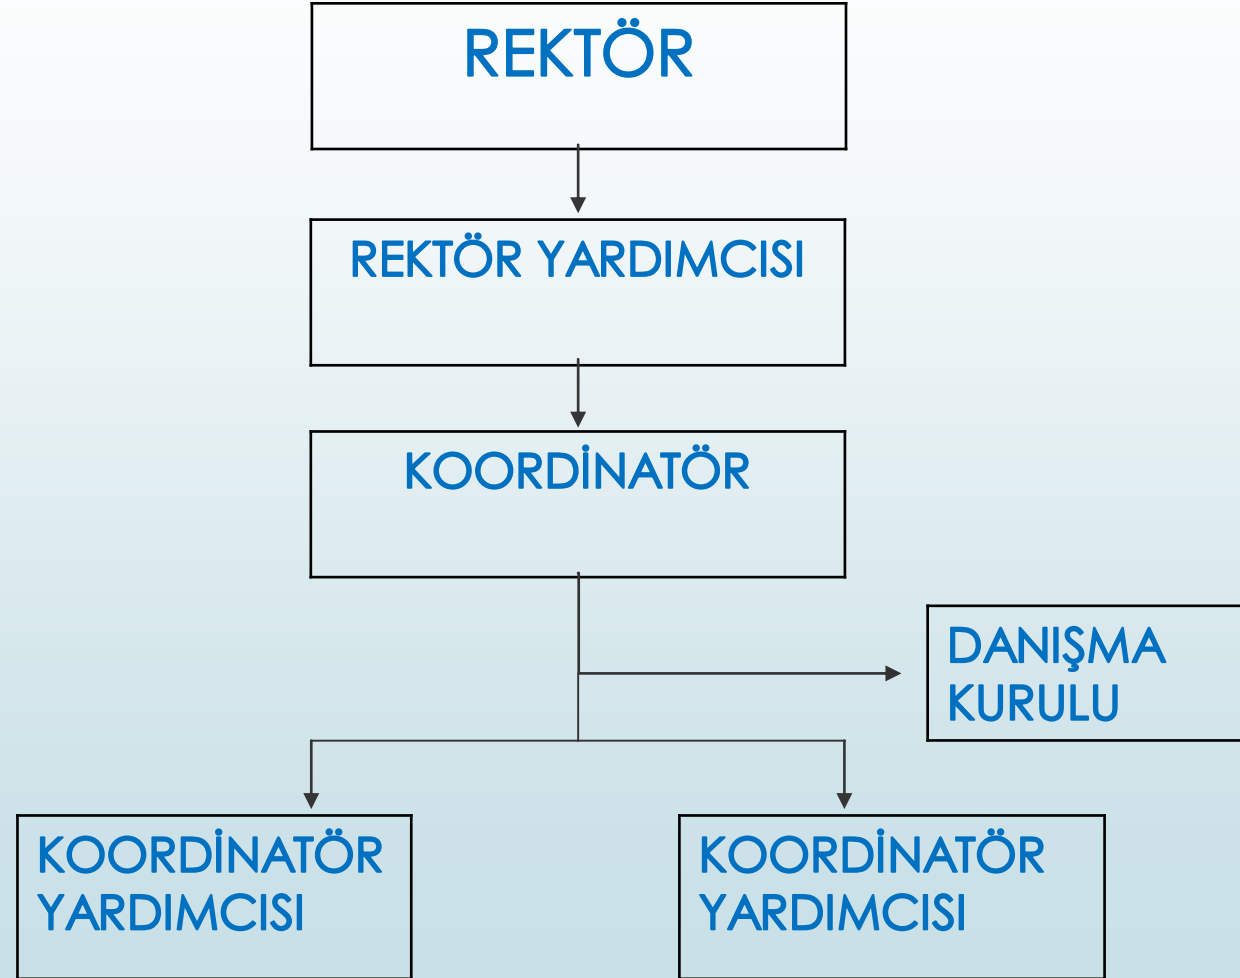 REKTÖR
REKTÖR YARDIMCISI
KOORDİNATÖR
DANIŞMA
KURULU
KOORDİNATÖR
YARDIMCISI
KOORDİNATÖR
YARDIMCISI